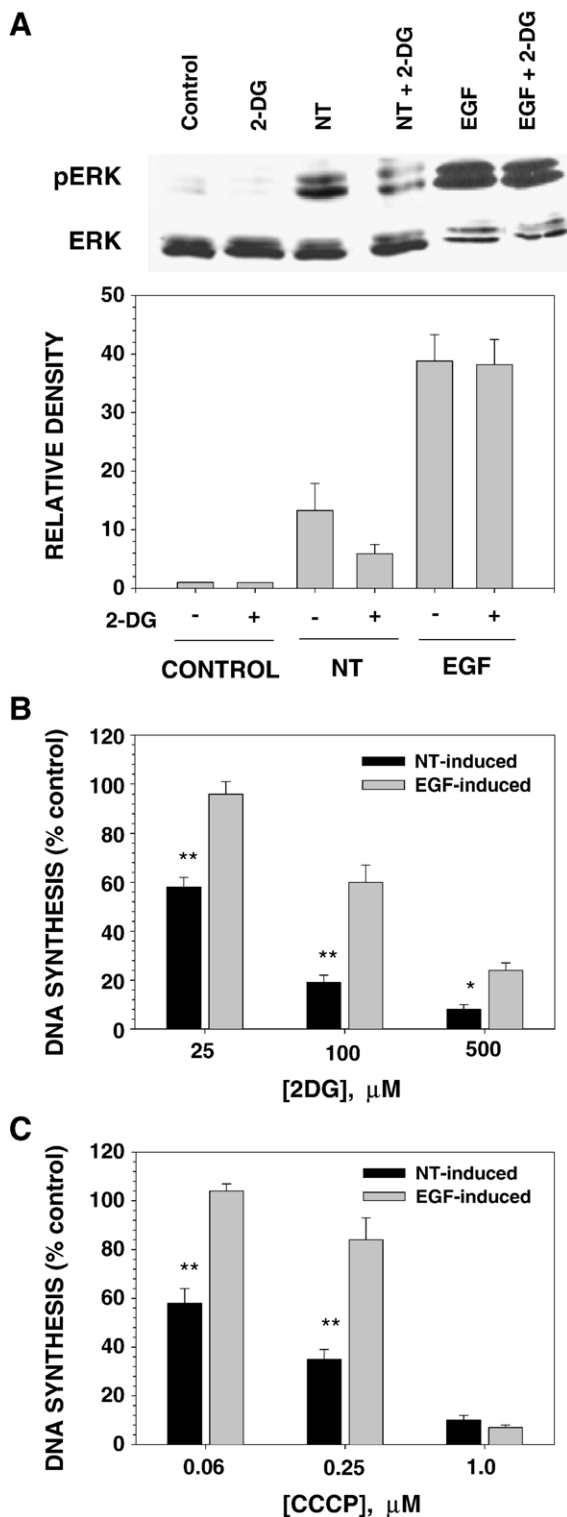 A
Control
2-DG
NT
NT + 2-DG
EGF
EGF + 2-DG
pERK
ERK
RELATIVE DENSITY
50
40
30
20
10
0
2-DG - + - + - +
CONTROL NT EGF
B
DNA SYNTHESIS (% control)
120
100
80
60
40
20
0
NT-induced
EGF-induced
**
**
*
25 100 500
[2DG], μM
C
DNA SYNTHESIS (% control)
120
100
80
60
40
20
0
NT-induced
EGF-induced
**
**
0.06 0.25 1.0
[CCCP], μM